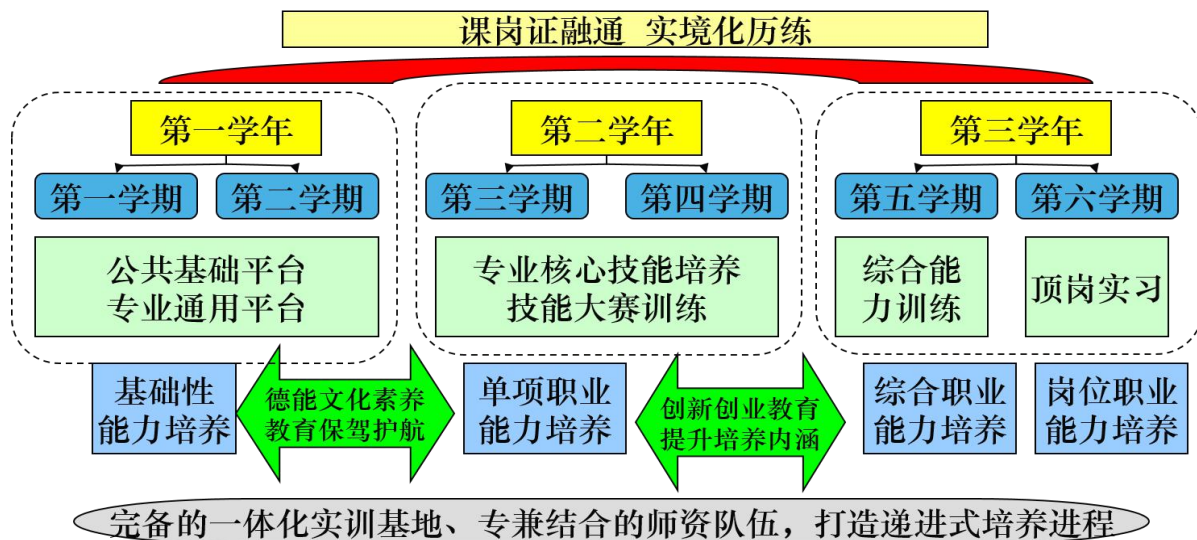 课岗证融通 实境化历练
第一学年
第二学年
第三学年
第一学期
第二学期
第三学期
第四学期
第五学期
第六学期
公共基础平台
专业通用平台
专业核心技能培养
技能大赛训练
综合能
力训练
顶岗实习
基础性
能力培养
德能文化素养
教育保驾护航
单项职业
能力培养
创新创业教育
提升培养内涵
综合职业
能力培养
岗位职业
能力培养
完备的一体化实训基地、专兼结合的师资队伍，打造递进式培养进程